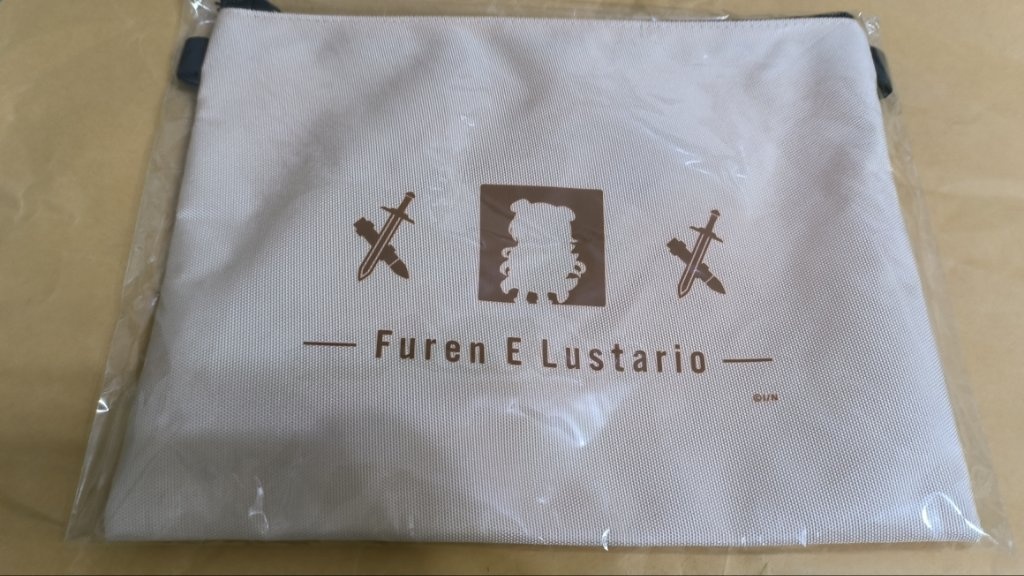 Furen E Lustario
©I/N